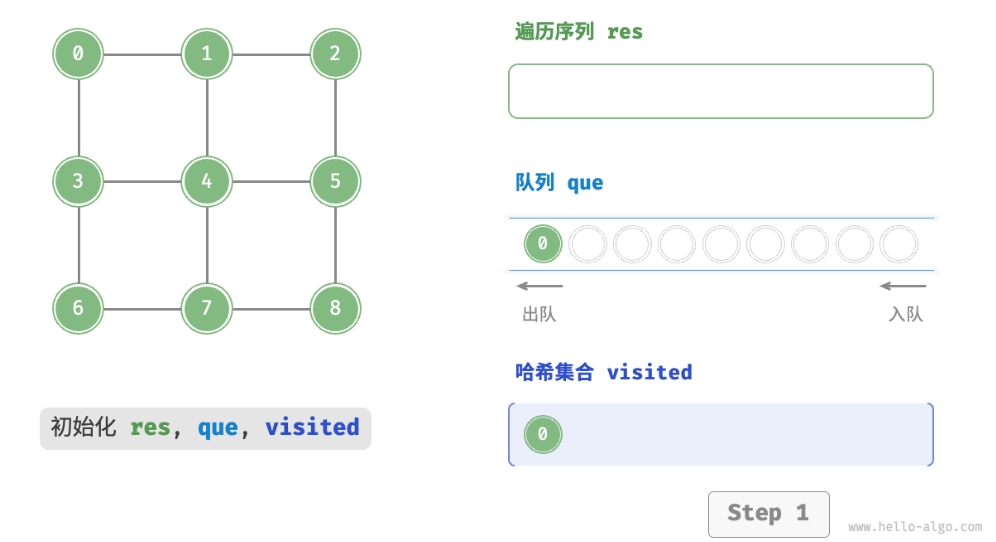 0 1 2
3 4 5
6 7 8
初始化 res, que, visited
遍历序列 res
队列 que
0
出队 入队
哈希集合 visited
0
Step 1
www.hello-algo.com